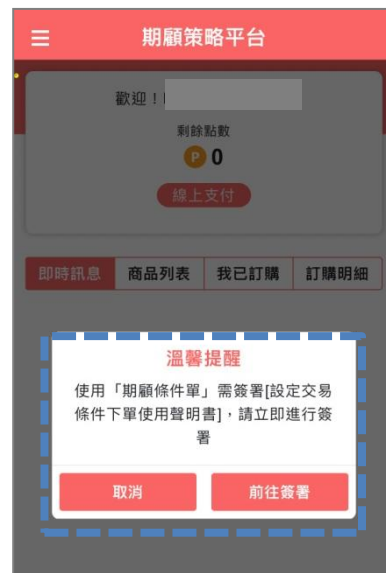 期顧策略平台
歡迎！
剩餘點數
P 0
線上支付
即時訊息 商品列表 我已訂購 訂購明細
溫馨提醒
使用「期顧條件單」需簽署[設定交易
條件下單使用聲明書]，請立即進行簽
署
取消 前往簽署